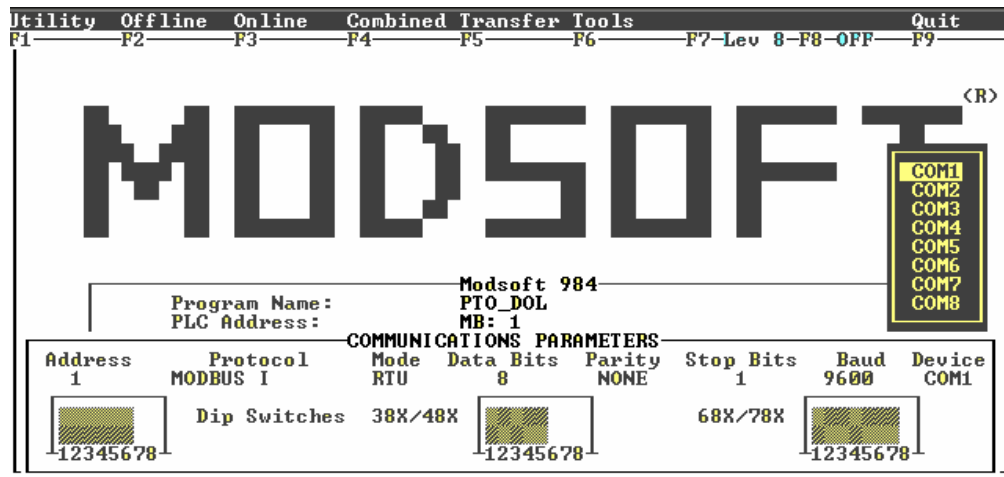 Utility Offline Online Combined Transfer Tools Quit
F1 F2 F3 F4 F5 F6 F7-Lev 8-F8-OFF F9
(R)
MODSOFT
COM1
COM2
COM3
COM4
COM5
COM6
COM7
COM8
Modsoft 984
Program Name: PTO_DOL
PLC Address: MB: 1
COMMUNICATIONS PARAMETERS
Address Protocol Mode Data Bits Parity Stop Bits Baud Device
1 MODBUS I RTU 8 NONE 1 9600 COM1
Dip Switches 38X/48X 68X/78X
12345678 12345678 12345678